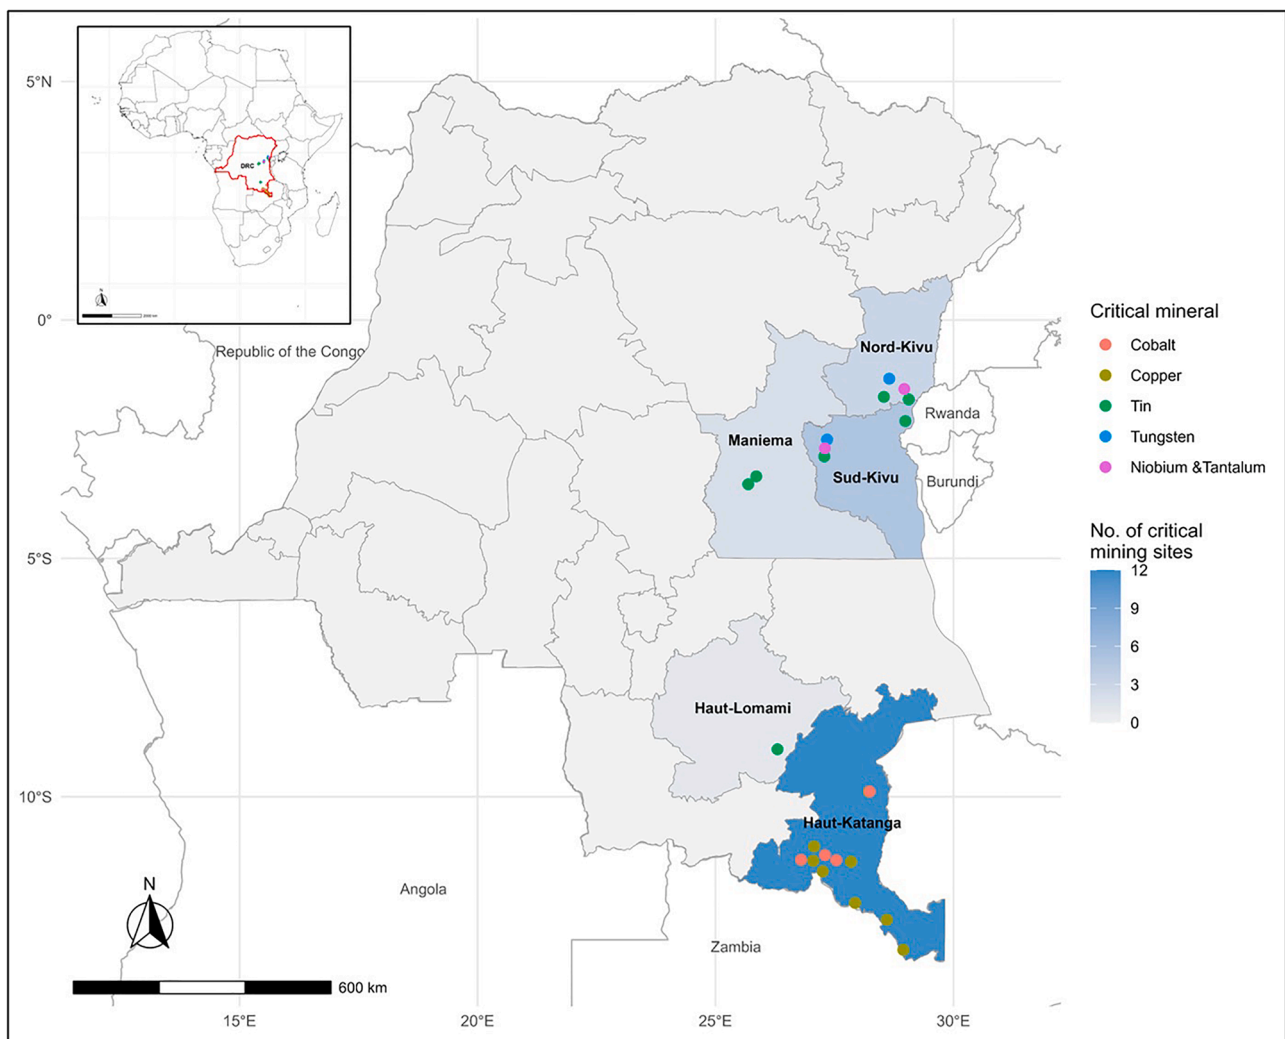 5°N
0°
5°S
10°S
DRC
N
Republic of the Congo
Nord-Kivu
Rwanda
Maniema
Sud-Kivu
Burundi
Haut-Lomami
Haut-Katanga
Angola
Zambia
N
600 km
15°E
20°E
25°E
30°E
Critical mineral
Cobalt
Copper
Tin
Tungsten
Niobium &Tantalum
No. of critical
mining sites
12
9
6
3
0